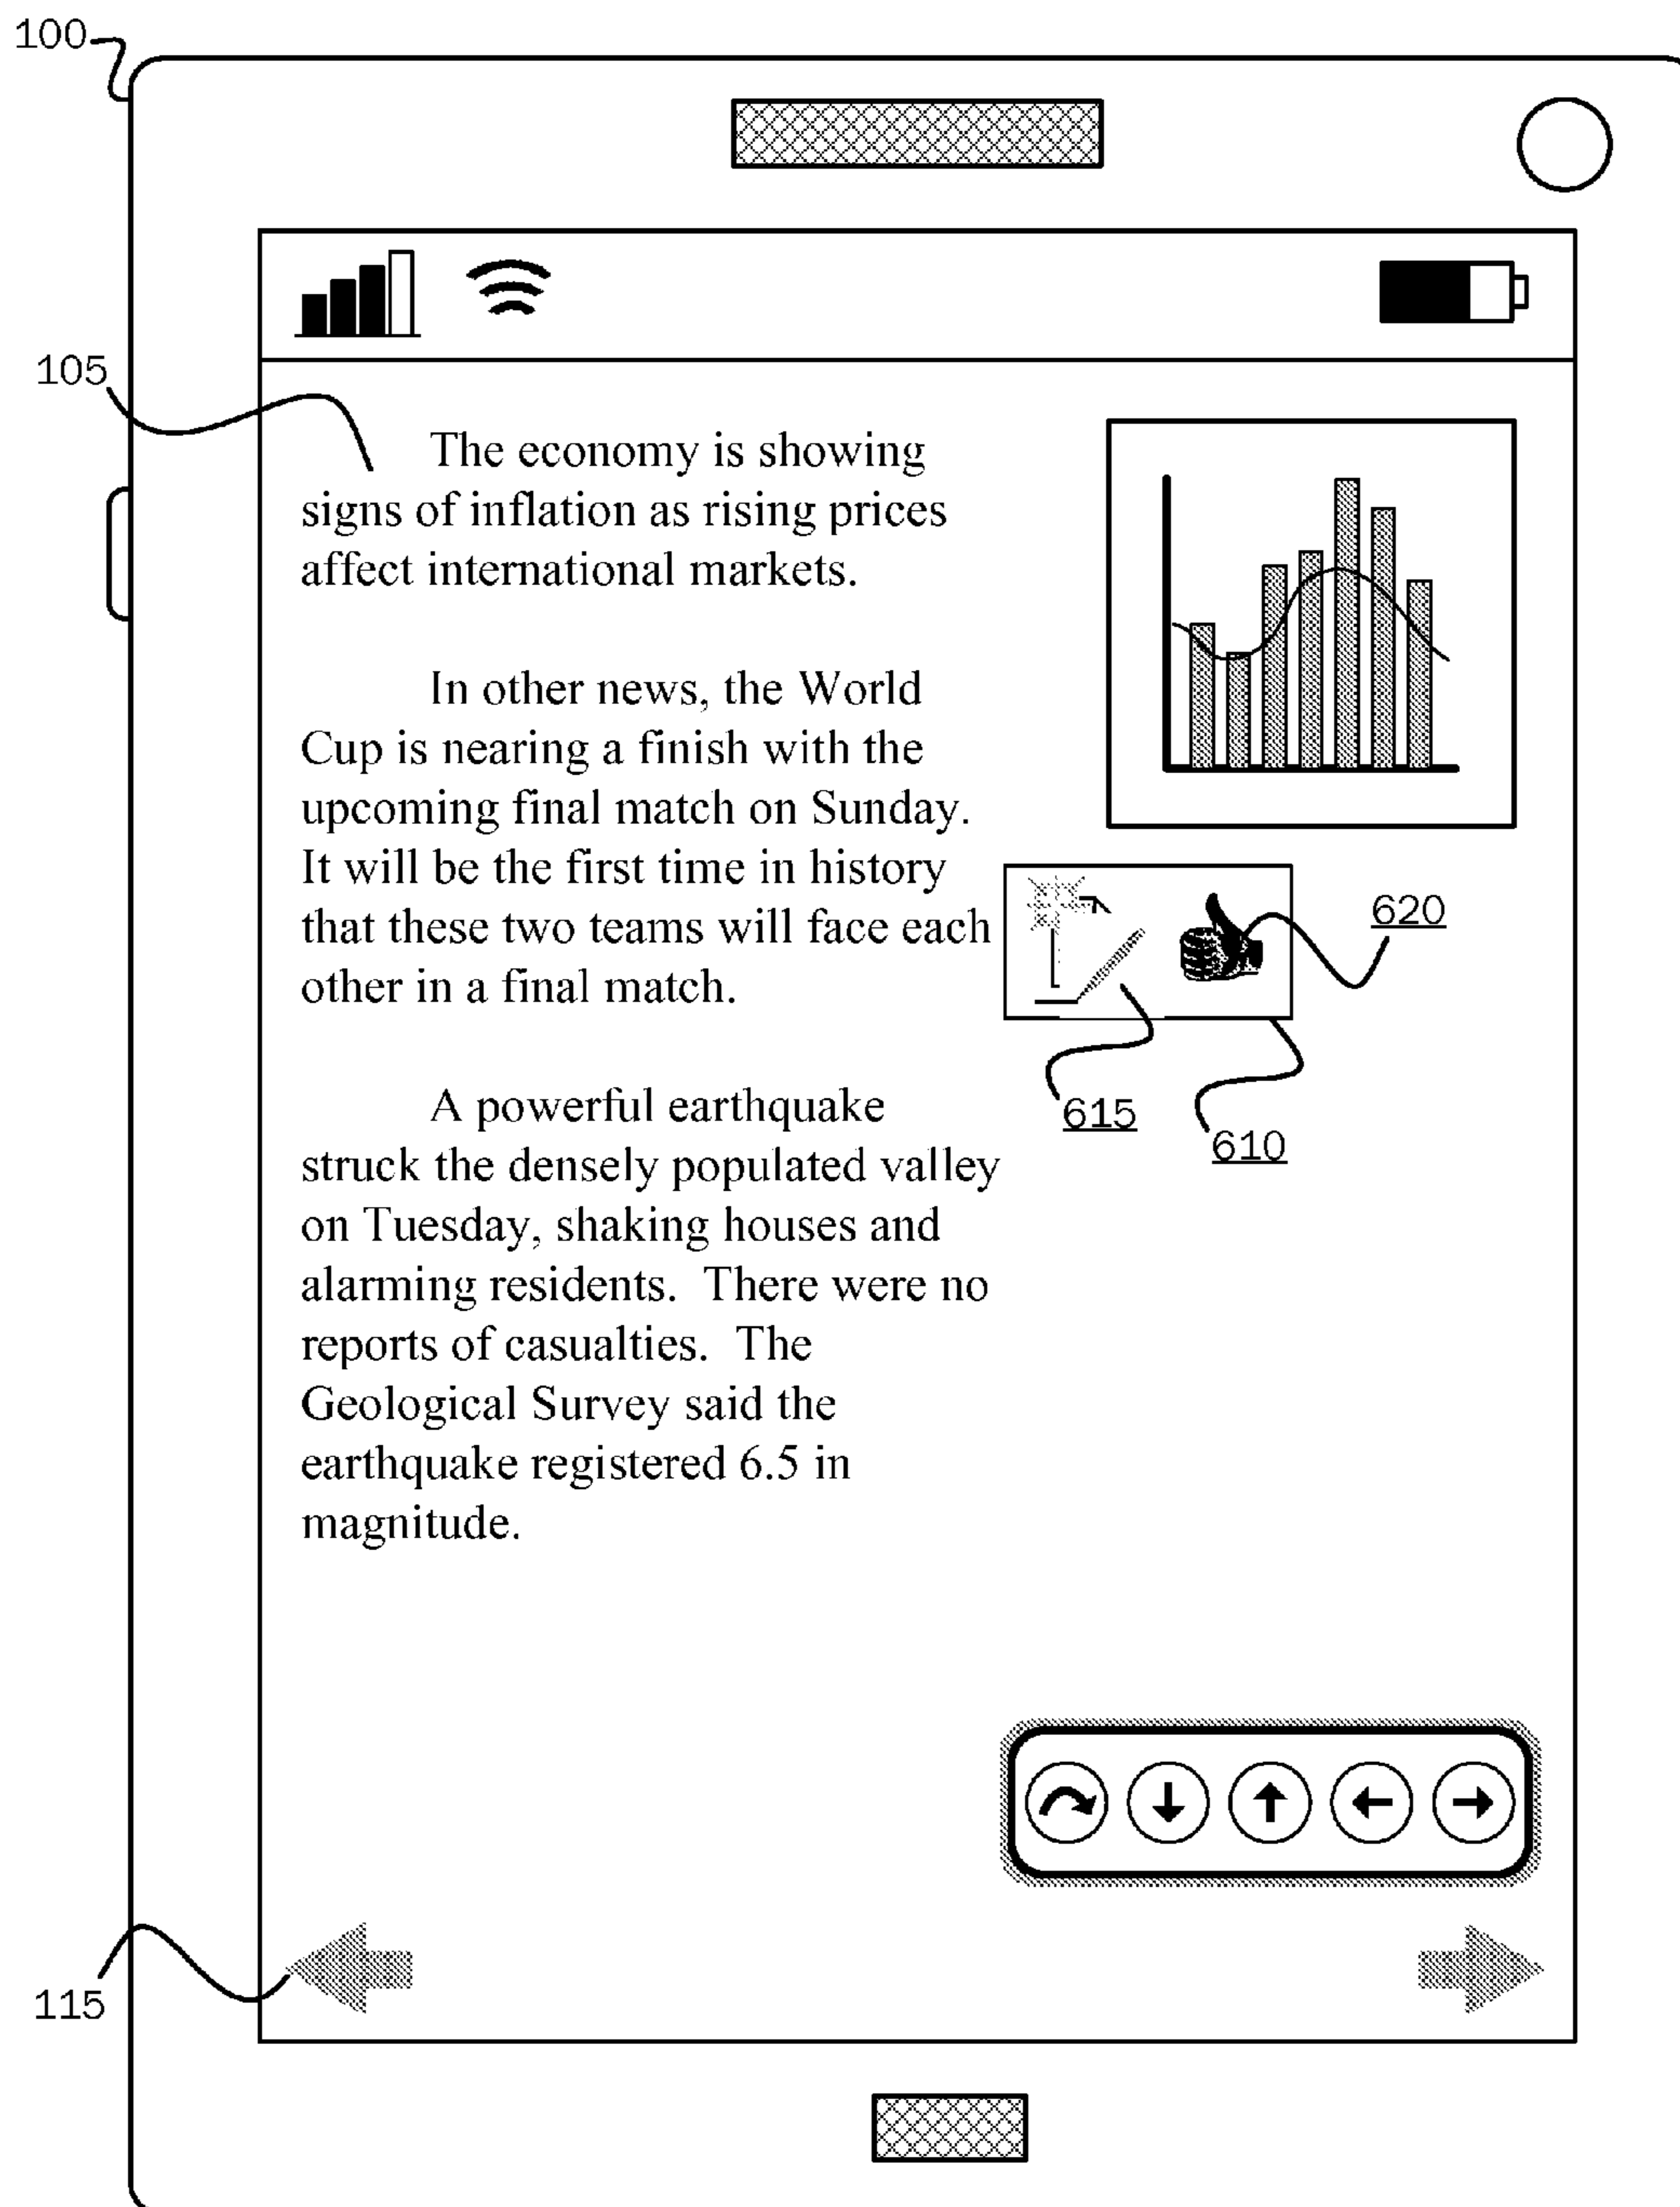 100
105
The economy is showing
signs of inflation as rising prices
affect international markets.
In other news, the World
Cup is nearing a finish with the
upcoming final match on Sunday.
It will be the first time in history
that these two teams will face each
other in a final match.
620
615
610
A powerful earthquake
struck the densely populated valley
on Tuesday, shaking houses and
alarming residents.  There were no
reports of casualties.  The
Geological Survey said the
earthquake registered 6.5 in
magnitude.
115